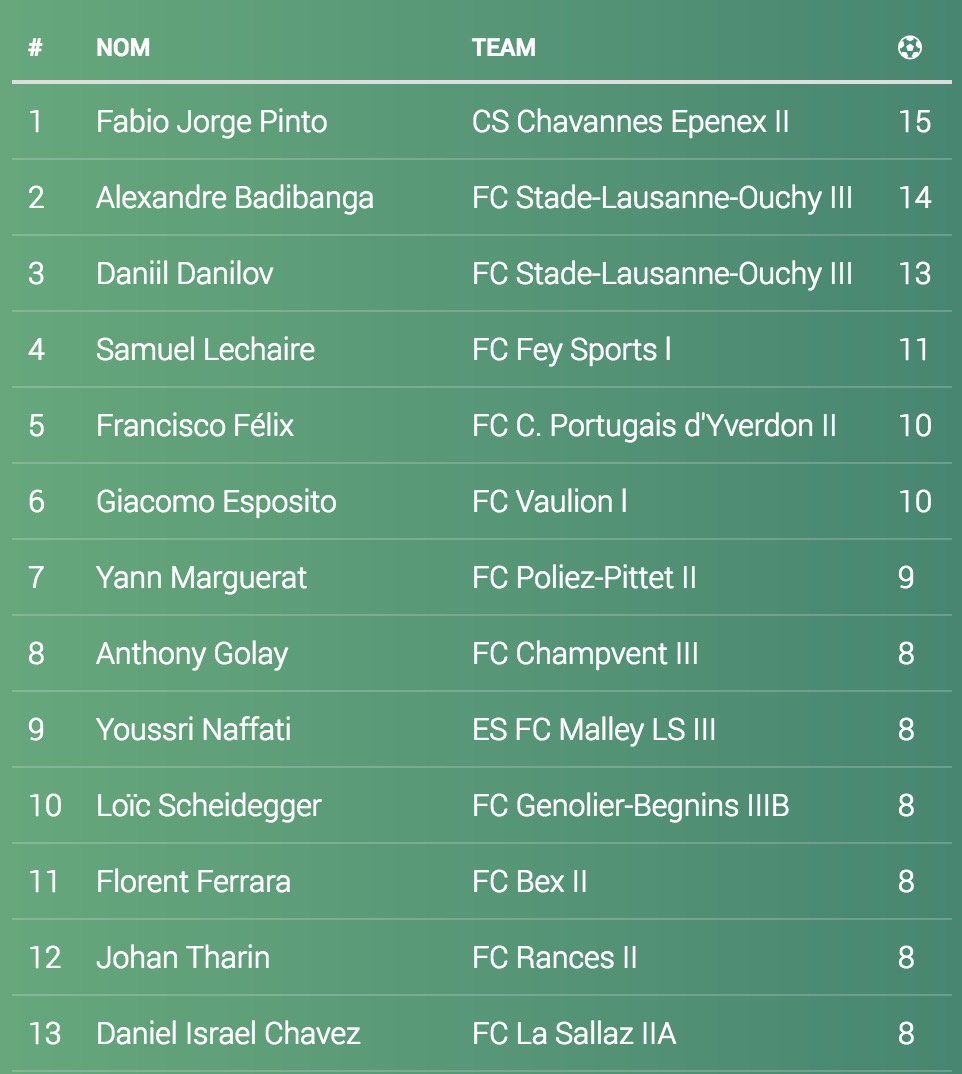 # NOM TEAM
1 Fabio Jorge Pinto CS Chavannes Epenex II 15
2 Alexandre Badibanga FC Stade-Lausanne-Ouchy III 14
3 Daniil Danilov FC Stade-Lausanne-Ouchy III 13
4 Samuel Lechaire FC Fey Sports l 11
5 Francisco Félix FC C. Portugais d'Yverdon II 10
6 Giacomo Esposito FC Vaulion l 10
7 Yann Marguerat FC Poliez-Pittet II 9
8 Anthony Golay FC Champvent III 8
9 Youssri Naffati ES FC Malley LS III 8
10 Loïc Scheidegger FC Genolier-Begnins IIIB 8
11 Florent Ferrara FC Bex II 8
12 Johan Tharin FC Rances II 8
13 Daniel Israel Chavez FC La Sallaz IIA 8